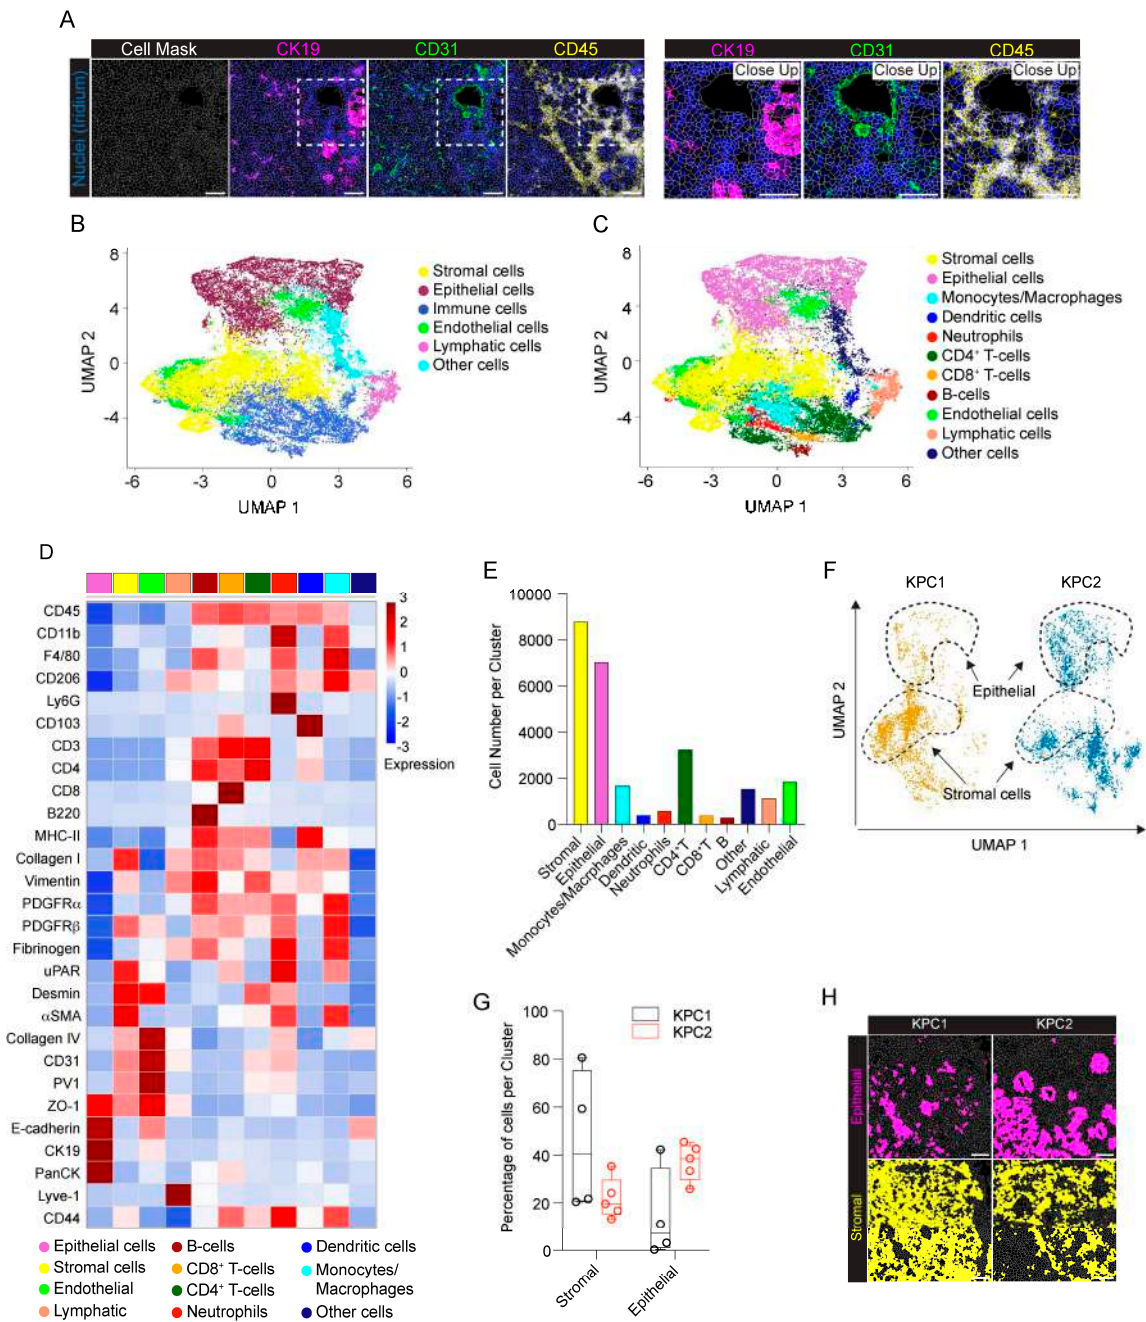 A
Cell Mask CK19 CD31 CD45 CK19 CD31 CD45
Nuclei (Iridium)
Close Up Close Up Close Up
B
8
4
0
-4
-6 -3 0 3 6
UMAP 2
UMAP 1
Stromal cells
Epithelial cells
Immune cells
Endothelial cells
Lymphatic cells
Other cells
C
8
4
0
-4
-6 -3 0 3 6
UMAP 2
UMAP 1
Stromal cells
Epithelial cells
Monocytes/Macrophages
Dendritic cells
Neutrophils
CD4+ T-cells
CD8+ T-cells
B-cells
Endothelial cells
Lymphatic cells
Other cells
D
CD45
CD11b
F4/80
CD206
Ly6G
CD103
CD3
CD4
CD8
B220
MHC-II
Collagen I
Vimentin
PDGFRα
PDGFRβ
Fibrinogen
uPAR
Desmin
αSMA
Collagen IV
CD31
PV1
ZO-1
E-cadherin
CK19
PanCK
Lyve-1
CD44
3
2
1
0
-1
-2
-3
Expression
Epithelial cells
Stromal cells
Endothelial
Lymphatic
B-cells
CD8+ T-cells
CD4+ T-cells
Neutrophils
Dendritic cells
Monocytes/
Macrophages
Other cells
E
Cell Number per Cluster
10000
8000
6000
4000
2000
0
Stromal
Epithelial
Monocytes/Macrphages
Dendritic
Neutrophils
CD4+T
CD8+T
B
Other
Lymphatic
Endothelial
F
KPC1 KPC2
Epithelial
Stromal cells
UMAP 2
UMAP 1
G
Percentage of cells per Cluster
100
80
60
40
20
0
KPC1
KPC2
Stromal
Epithelial
H
KPC1 KPC2
Epithelial
Stromal